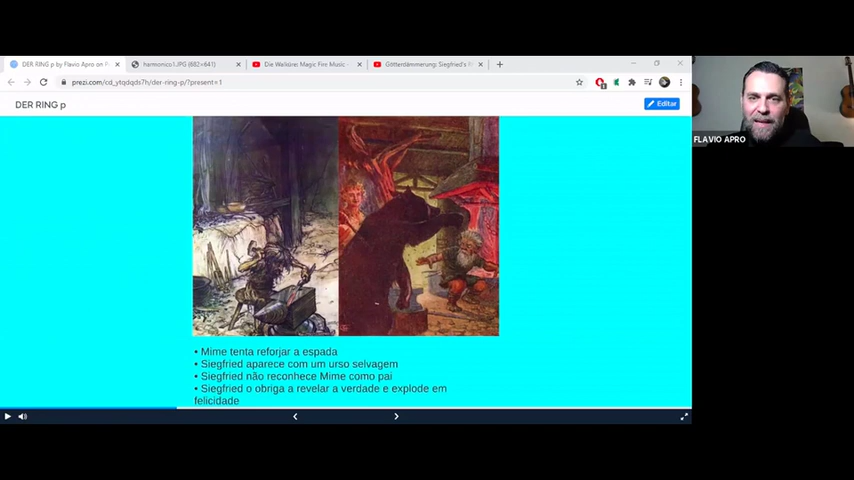 DER RING p by Flavio Apro on P
harmonico1.JPG (682×641)
Die Walküre: Magic Fire Music -
Götterdämmerung: Siegfried's F
prezi.com/cd_ytqdqds7h/der-ring-p/?present=1
DER RING p
Editar
FLAVIO APRO
• Mime tenta reforjar a espada
• Siegfried aparece com um urso selvagem
• Siegfried não reconhece Mime como pai
• Siegfried o obriga a revelar a verdade e explode em
felicidade